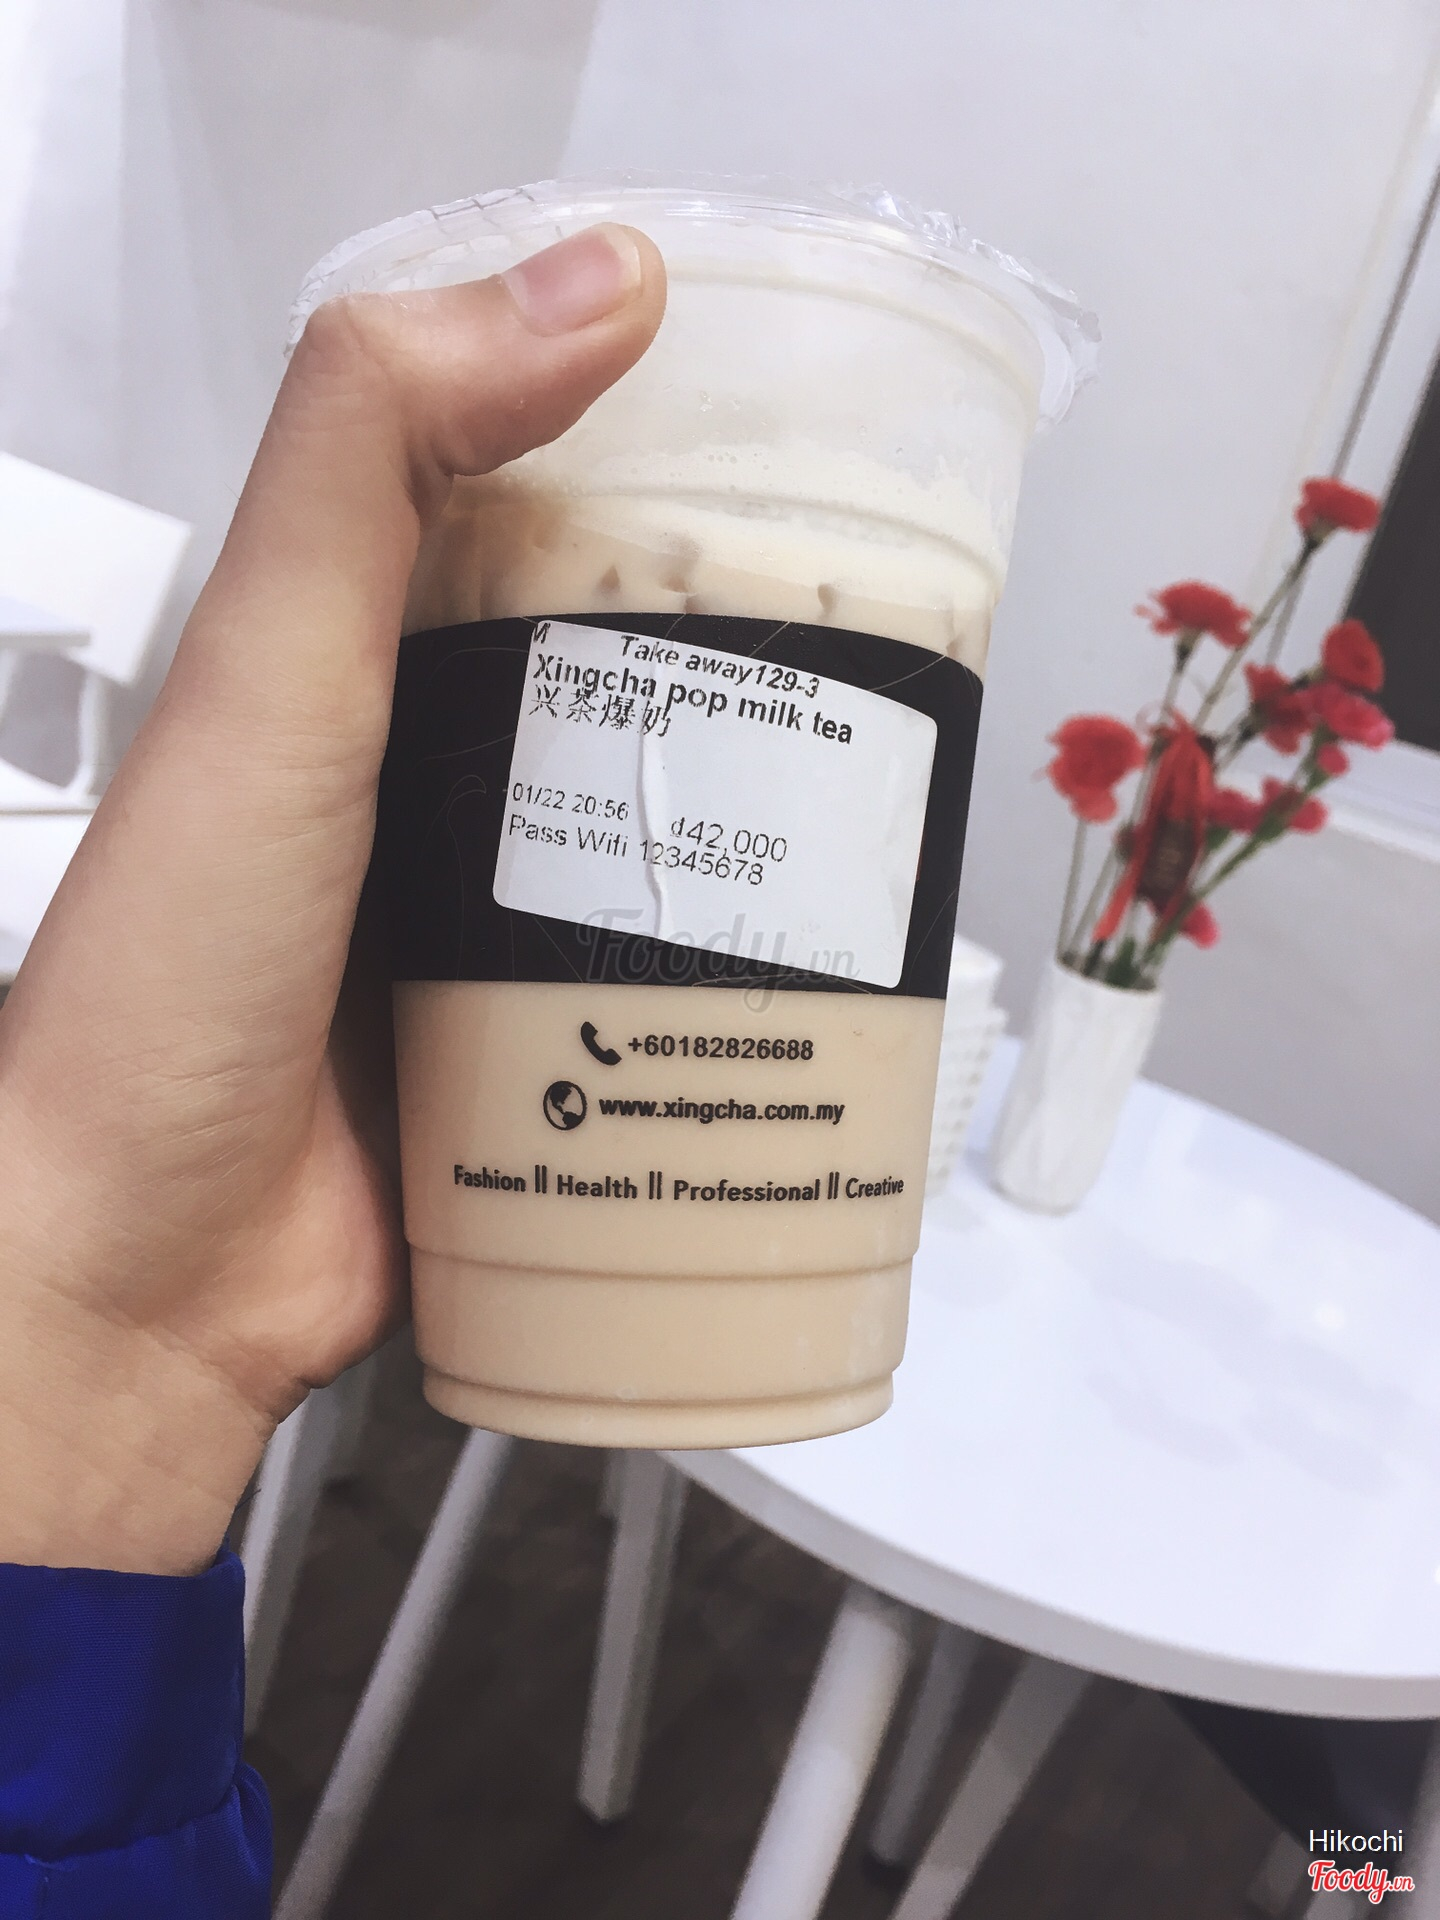 M
Take away129-3
Xingcha pop milk tea
兴茶爆奶
01/22 20:56 đ42,000
Pass Wifi 12345678
Foody.vn
+60182826688
www.xingcha.com.my
Fashion || Health || Professional || Creative
Hikochi
Foody.vn